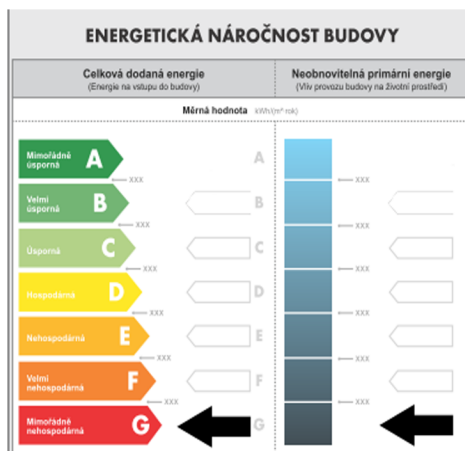 ENERGETICKÁ NÁROČNOST BUDOVY
Celková dodaná energie
(Energie na vstupu do budovy)
Neobnovitelná primární energie
(Vliv provozu budovy na životní prostředí)
Měrná hodnota kWh/(m²·rok)
Mimořádně
úsporná
A
A
XXX
XXX
Velmi
úsporná
B
B
XXX
XXX
Úsporná
C
C
XXX
XXX
Hospodárná
D
D
XXX
XXX
Nehospodárná
E
E
XXX
XXX
Velmi
nehospodárná
F
F
XXX
XXX
Mimořádně
nehospodárná
G
G